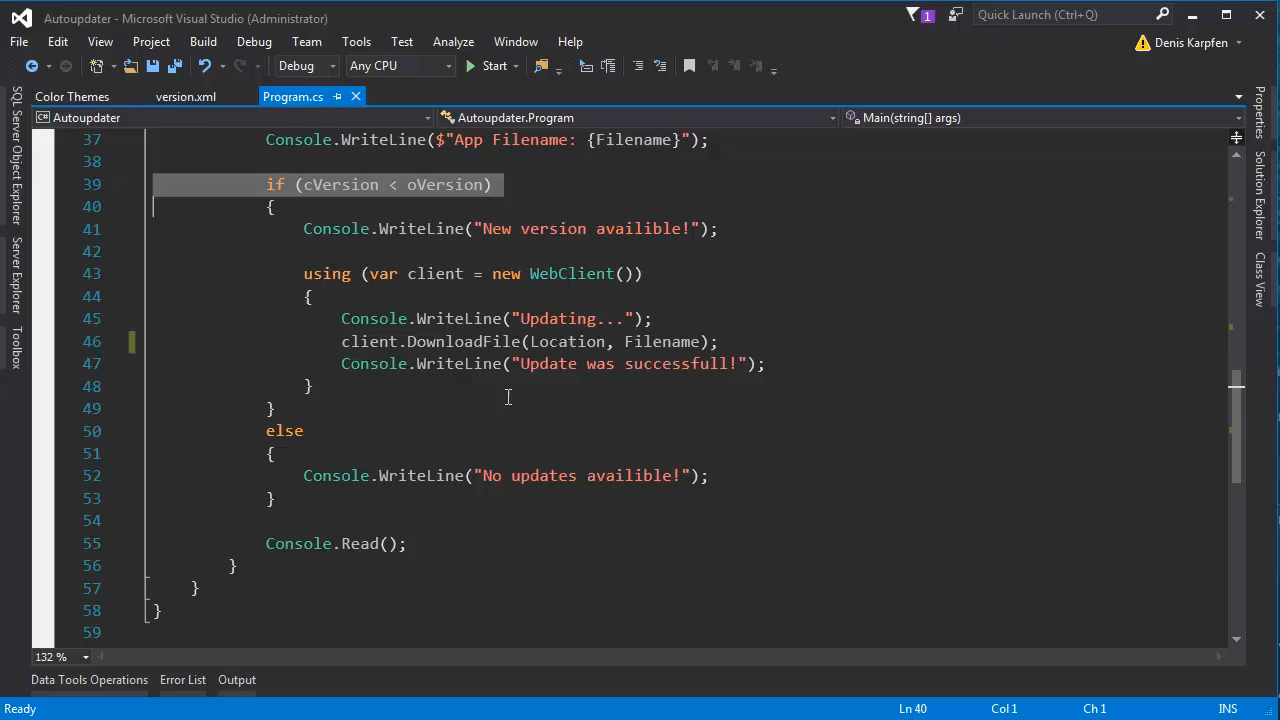 Autoupdater - Microsoft Visual Studio (Administrator)
1
Quick Launch (Ctrl+Q)
File Edit View Project Build Debug Team Tools Test Analyze Window Help
Denis Karpfen
Debug Any CPU Start
Color Themes version.xml Program.cs
Autoupdater Autoupdater.Program Main(string[] args)
SQL Server Object Explorer
Server Explorer
Toolbox
37 Console.WriteLine($"App Filename: {Filename}");
38
39 if (cVersion < oVersion)
40 {
41 Console.WriteLine("New version availible!");
42
43 using (var client = new WebClient())
44 {
45 Console.WriteLine("Updating...");
46 client.DownloadFile(Location, Filename);
47 Console.WriteLine("Update was successfull!");
48 }
49 }
50 else
51 {
52 Console.WriteLine("No updates availible!");
53 }
54
55 Console.Read();
56 }
57 }
58 }
59
Properties
Solution Explorer
Class View
132 %
Data Tools Operations Error List Output
Ready Ln 40 Col 1 Ch 1 INS